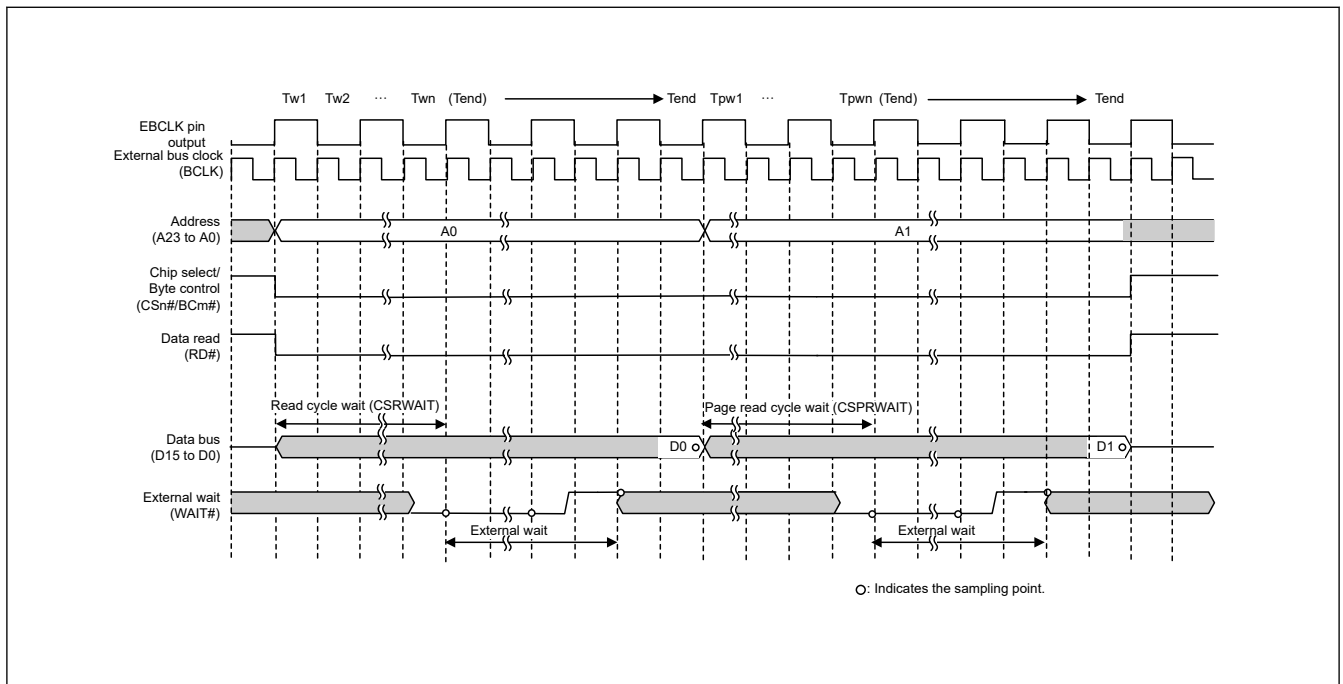 Tw1 Tw2 ··· Twn (Tend) Tend Tpw1 ··· Tpwn (Tend) Tend
EBCLK pin
output
External bus clock
(BCLK)
Address
(A23 to A0)
A0 A1
Chip select/
Byte control
(CSn#/BCm#)
Data read
(RD#)
Read cycle wait (CSRWAIT) Page read cycle wait (CSPRWAIT)
Data bus
(D15 to D0)
D0 D1
External wait
(WAIT#)
External wait External wait
: Indicates the sampling point.